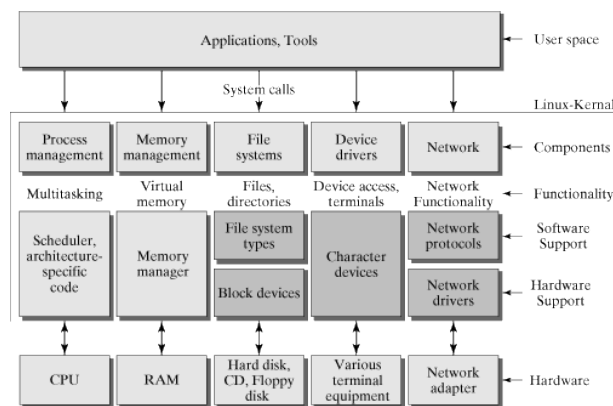 Applications, Tools
User space
System calls
Linux-Kernel
Process
management
Memory
management
File
systems
Device
drivers
Network
Components
Multitasking
Virtual
memory
Files,
directories
Device access,
terminals
Network
Functionality
Functionality
Scheduler,
architecture-
specific
code
Memory
manager
File system
types
Block devices
Character
devices
Network
protocols
Network
drivers
Software
Support
Hardware
Support
CPU
RAM
Hard disk,
CD, Floppy
disk
Various
terminal
equipment
Network
adapter
Hardware